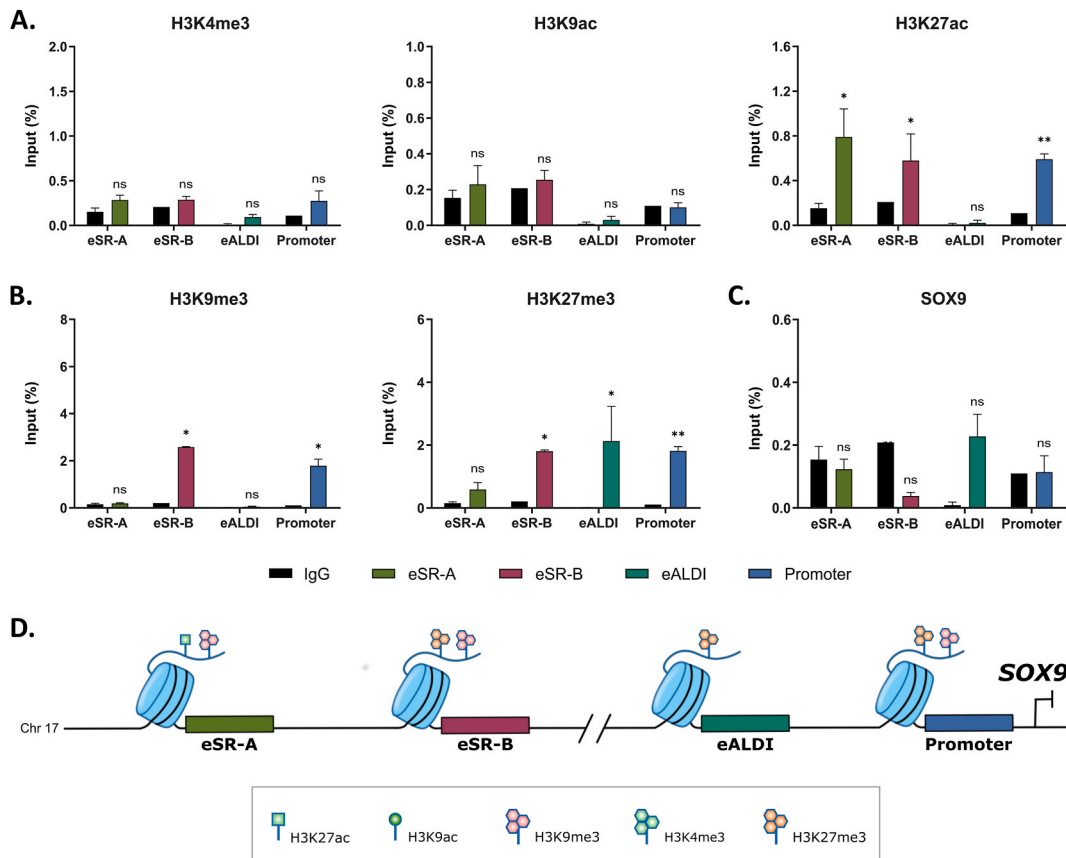 A.
H3K4me3
H3K9ac
H3K27ac
Input (%)
2.0
1.5
1.0
0.5
0.0
ns
ns
ns
ns
eSR-A eSR-B eALDI Promoter
Input (%)
1.0
0.8
0.6
0.4
0.2
0.0
ns
ns
ns
ns
eSR-A eSR-B eALDI Promoter
Input (%)
1.6
1.2
0.8
0.4
0.0
*
*
ns
**
eSR-A eSR-B eALDI Promoter
B.
H3K9me3
H3K27me3
C.
SOX9
Input (%)
8
6
4
2
0
ns
*
ns
*
eSR-A eSR-B eALDI Promoter
Input (%)
6
4
2
0
ns
*
*
**
eSR-A eSR-B eALDI Promoter
Input (%)
0.6
0.4
0.2
0.0
ns
ns
ns
ns
eSR-A eSR-B eALDI Promoter
IgG eSR-A eSR-B eALDI Promoter
D.
SOX9
Chr 17
eSR-A eSR-B eALDI Promoter
H3K27ac H3K9ac H3K9me3 H3K4me3 H3K27me3